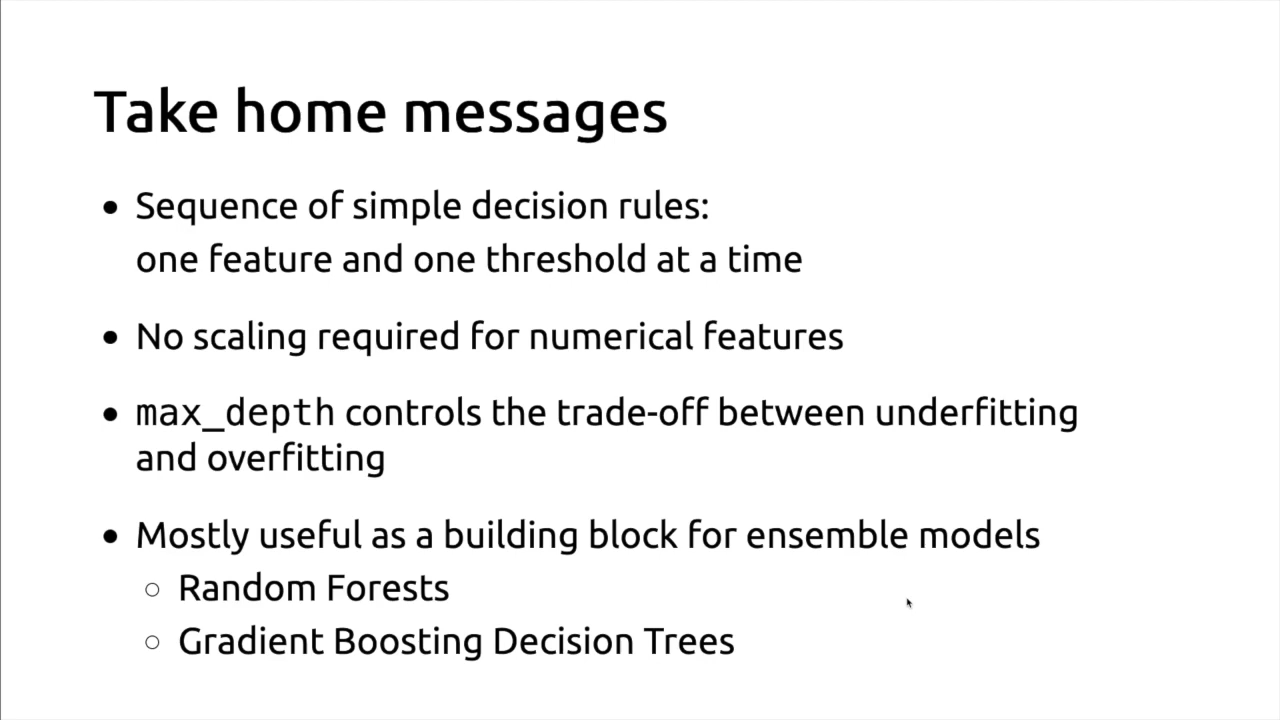 Take home messages
• Sequence of simple decision rules:
one feature and one threshold at a time
• No scaling required for numerical features
• max_depth controls the trade-off between underfitting
and overfitting
• Mostly useful as a building block for ensemble models
○ Random Forests
○ Gradient Boosting Decision Trees